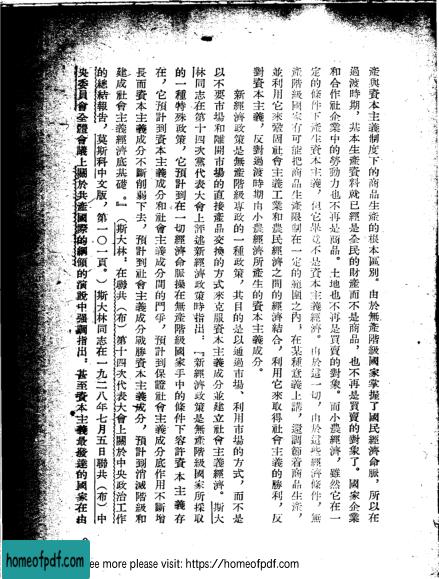 產與資本主義制度下的商品生產的根本區別。由於無產階級國家掌握了國民經濟命脈，所以在
過渡時期，基本生產資料就已經是全民的財產而不是商品，也不再是買賣的對象了。國家企業
和合作社企業中的勞動力也不再是商品。土地也不再是買賣的對象。而小農經濟，雖然它在一
定的條件下產生資本主義，但它畢竟不是資本主義經濟。由於這一切，由於這些經濟條件，無
產階級國家有可能把商品生產限制在一定的範圍之內，在某種意義上講，還調節着商品生產，
並利用它來鞏固社會主義工業和農民經濟之間的經濟結合，利用它來取得社會主義的勝利，反
對資本主義，反對過渡時期由小農經濟所產生的資本主義成分。
新經濟政策是無產階級專政的一種政策，其目的是以通過市場、利用市場的方式，而不是
以不要市場和離開市場的直接產品交換的方式來克服資本主義成分並建立社會主義經濟。斯大
林同志在第十四次黨代表大會上評述新經濟政策時指出：『新經濟政策是無產階級國家所採取
的一種特殊政策，它預計到在一切經濟命脈操在無產階級國家手中的條件下容許資本主義存
在，它預計到資本主義成分和社會主義成分間的鬥爭，預計到保證社會主義成分底作用不斷增
長而資本主義成分不斷削弱下去，預計到社會主義成分戰勝資本主義成分，預計到消滅階級和
建成社會主義經濟底基礎。』（斯大林：在聯共（布）第十四次代表大會上關於中央政治工作
的總結報告，莫斯科中文版，第一〇一頁。）斯大林同志在一九二八年七月五日聯共（布）中
央委員會全體會議上關於共產國際的綱領的演說中強調指出：甚至資本主義最發達的國家在由
homeofpdf.com
ee more please visit: https://homeofpdf.com
homeofpdf.com